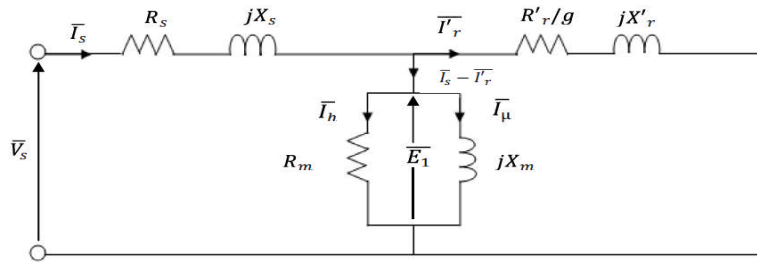 I̅s Rs jXs I̅'r R'r/g jX'r
I̅s − I̅'r
I̅h I̅μ
V̅s Rm E̅1 jXm